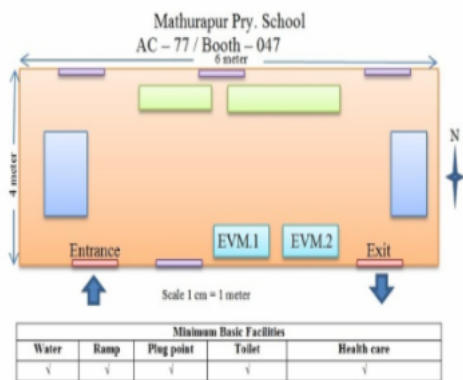 Mathurapur Pry. School
AC – 77 / Booth – 047
6 meter
4 meter
N
EVM.1
EVM.2
Entrance
Exit
Scale 1 cm = 1 meter
Minimum Basic Facilities
Water Ramp Plug point Toilet Health care
√ √ √ √ √